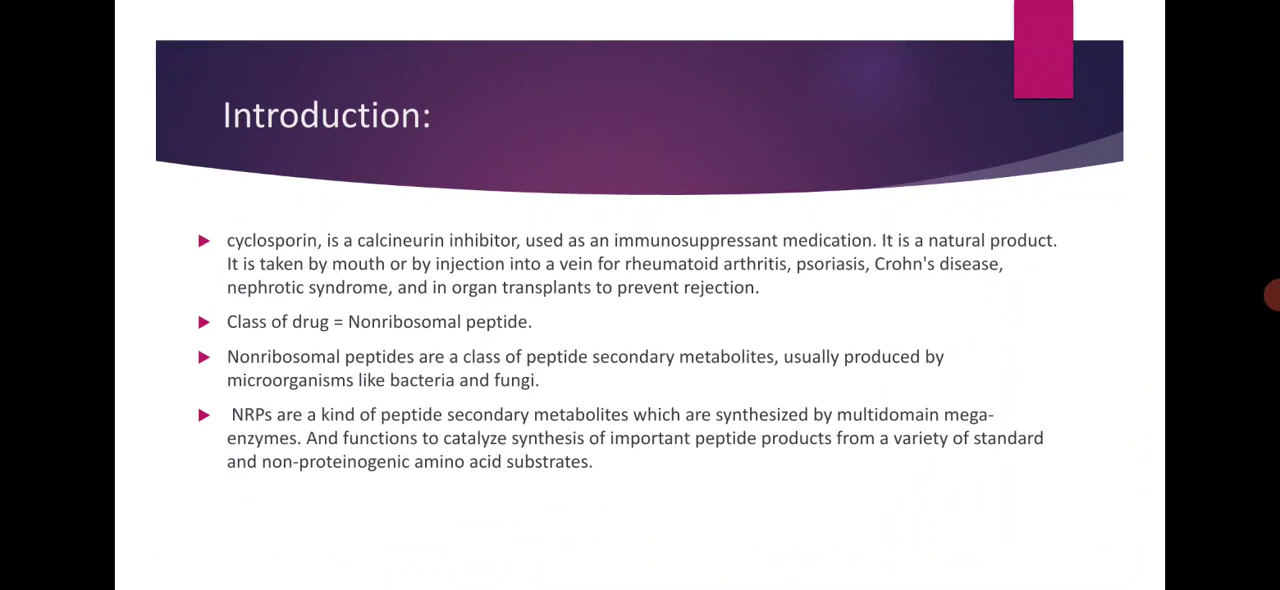 Introduction:
cyclosporin, is a calcineurin inhibitor, used as an immunosuppressant medication. It is a natural product.
It is taken by mouth or by injection into a vein for rheumatoid arthritis, psoriasis, Crohn's disease,
nephrotic syndrome, and in organ transplants to prevent rejection.
Class of drug = Nonribosomal peptide.
Nonribosomal peptides are a class of peptide secondary metabolites, usually produced by
microorganisms like bacteria and fungi.
NRPs are a kind of peptide secondary metabolites which are synthesized by multidomain mega-
enzymes. And functions to catalyze synthesis of important peptide products from a variety of standard
and non-proteinogenic amino acid substrates.